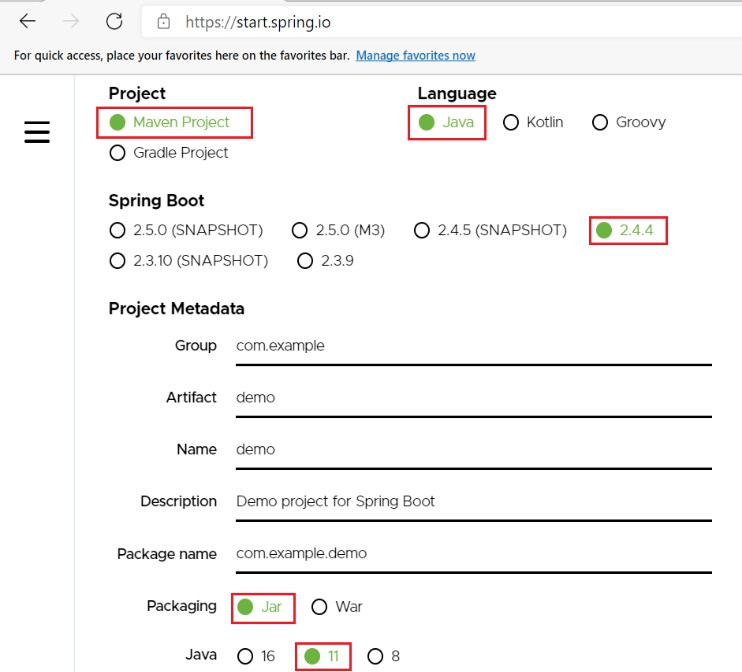 https://start.spring.io
For quick access, place your favorites here on the favorites bar. Manage favorites now
Project Language
Maven Project Java Kotlin Groovy
Gradle Project
Spring Boot
2.5.0 (SNAPSHOT) 2.5.0 (M3) 2.4.5 (SNAPSHOT) 2.4.4
2.3.10 (SNAPSHOT) 2.3.9
Project Metadata
Group com.example
Artifact demo
Name demo
Description Demo project for Spring Boot
Package name com.example.demo
Packaging Jar War
Java 16 11 8